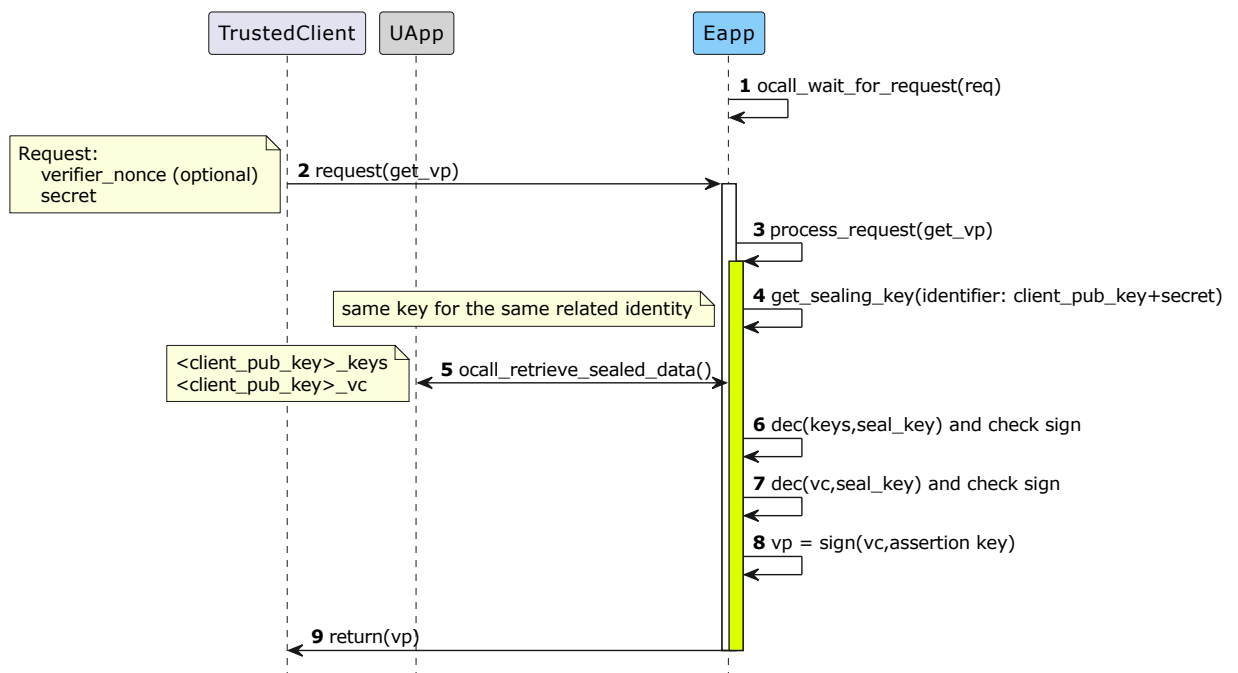 TrustedClient
UApp
Eapp
1 ocall_wait_for_request(req)
Request:
verifier_nonce (optional)
secret
2 request(get_vp)
3 process_request(get_vp)
4 get_sealing_key(identifier: client_pub_key+secret)
same key for the same related identity
<client_pub_key>_keys
<client_pub_key>_vc
5 ocall_retrieve_sealed_data()
6 dec(keys,seal_key) and check sign
7 dec(vc,seal_key) and check sign
8 vp = sign(vc,assertion key)
9 return(vp)